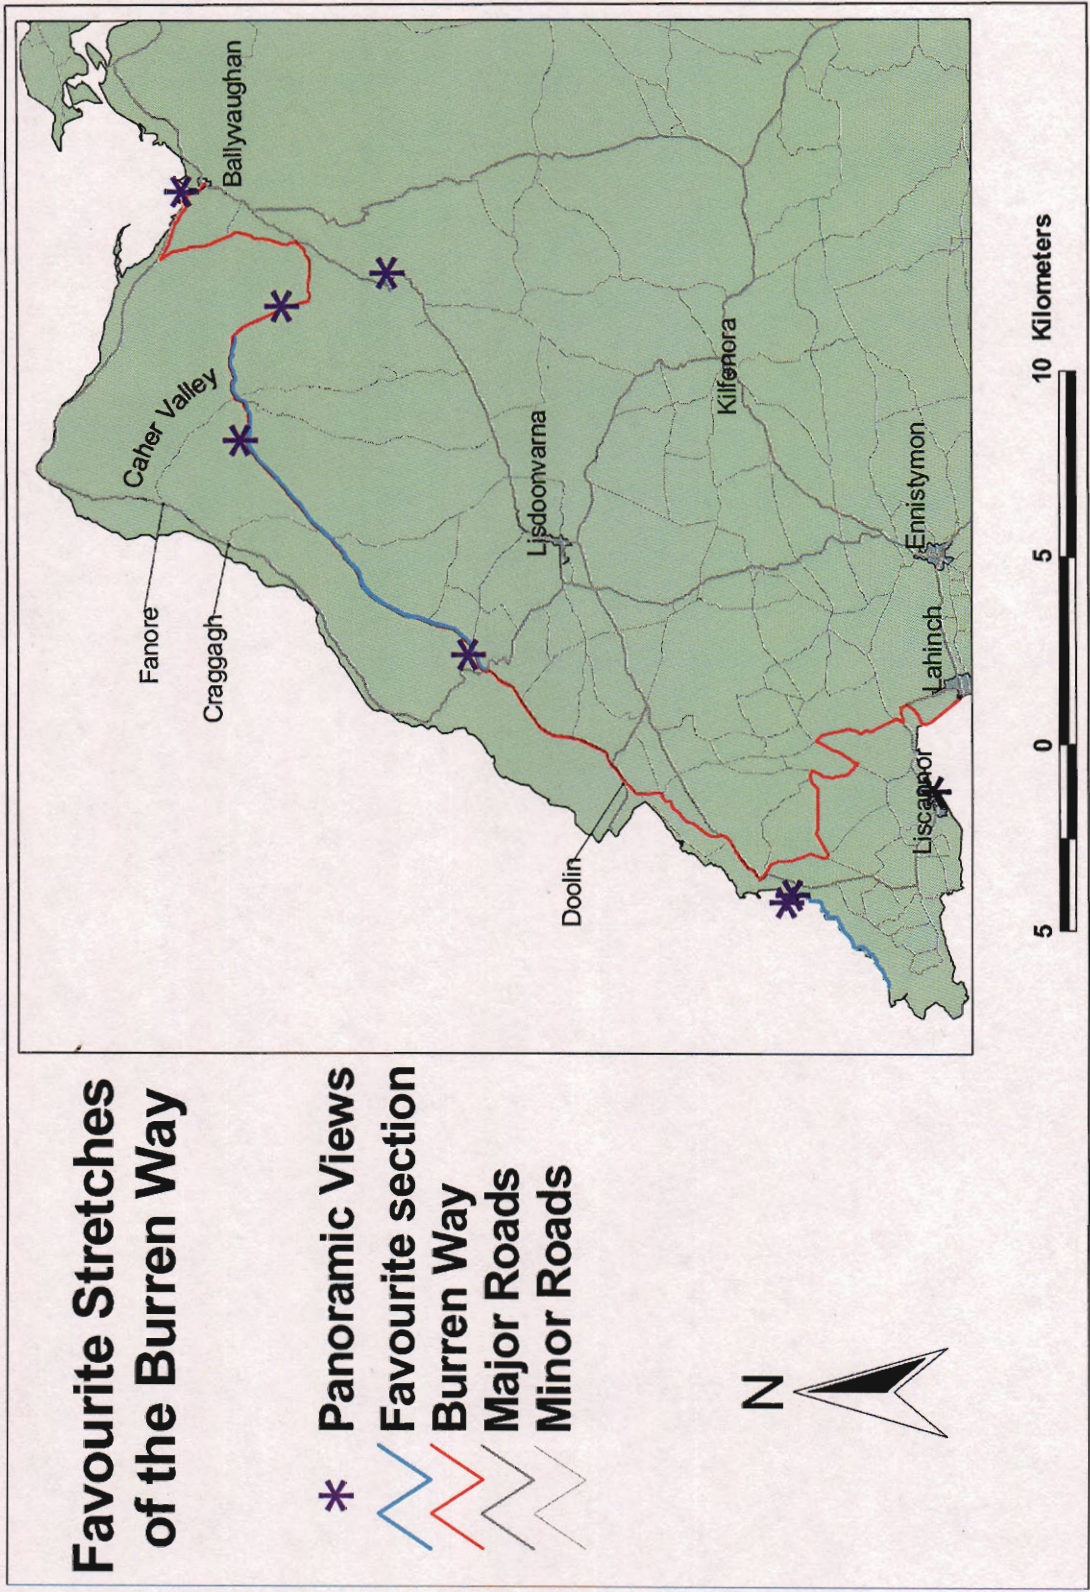 Favourite Stretches
of the Burren Way
Panoramic Views
Favourite section
Burren Way
Major Roads
Minor Roads
N
Ballyvaughan
Caher Valley
Fanore
Craggagh
Lisdoonvarna
Kilfenora
Doolin
Ennistymon
Lahinch
Liscannor
5 0 5 10 Kilometers